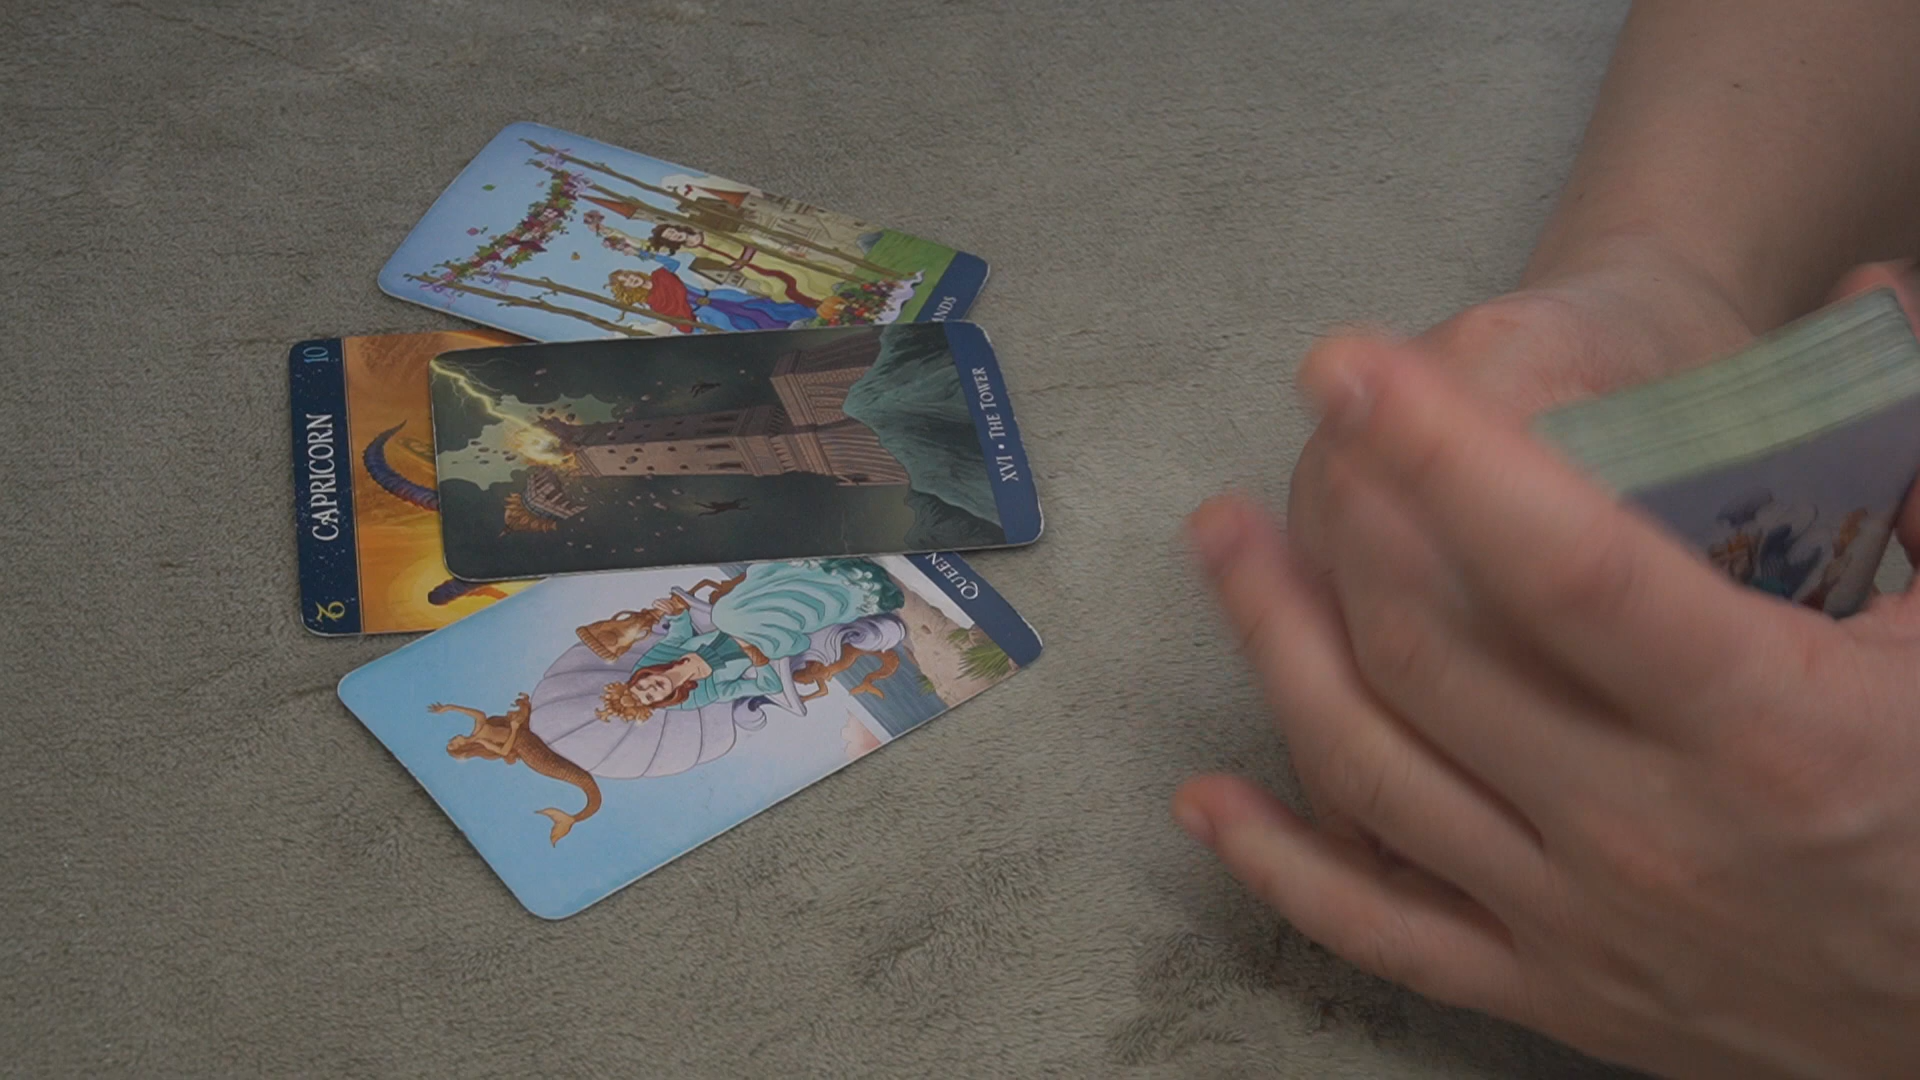 ANDS
10
CAPRICORN
XVI • THE TOWER
QUEEN